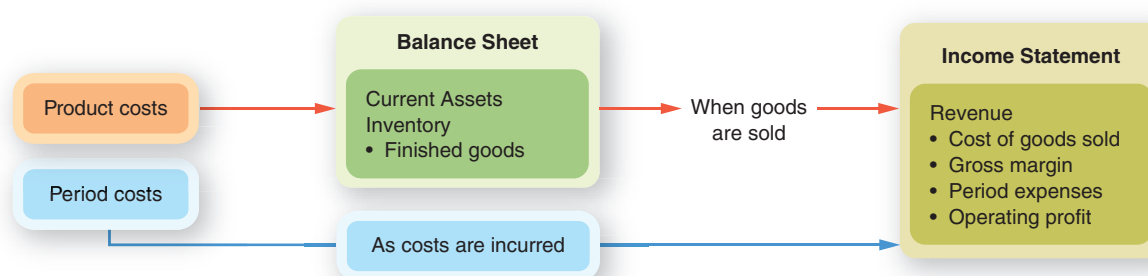 Balance Sheet
Income Statement
Product costs
Current Assets
Inventory
• Finished goods
When goods
are sold
Revenue
• Cost of goods sold
• Gross margin
• Period expenses
• Operating profit
Period costs
As costs are incurred